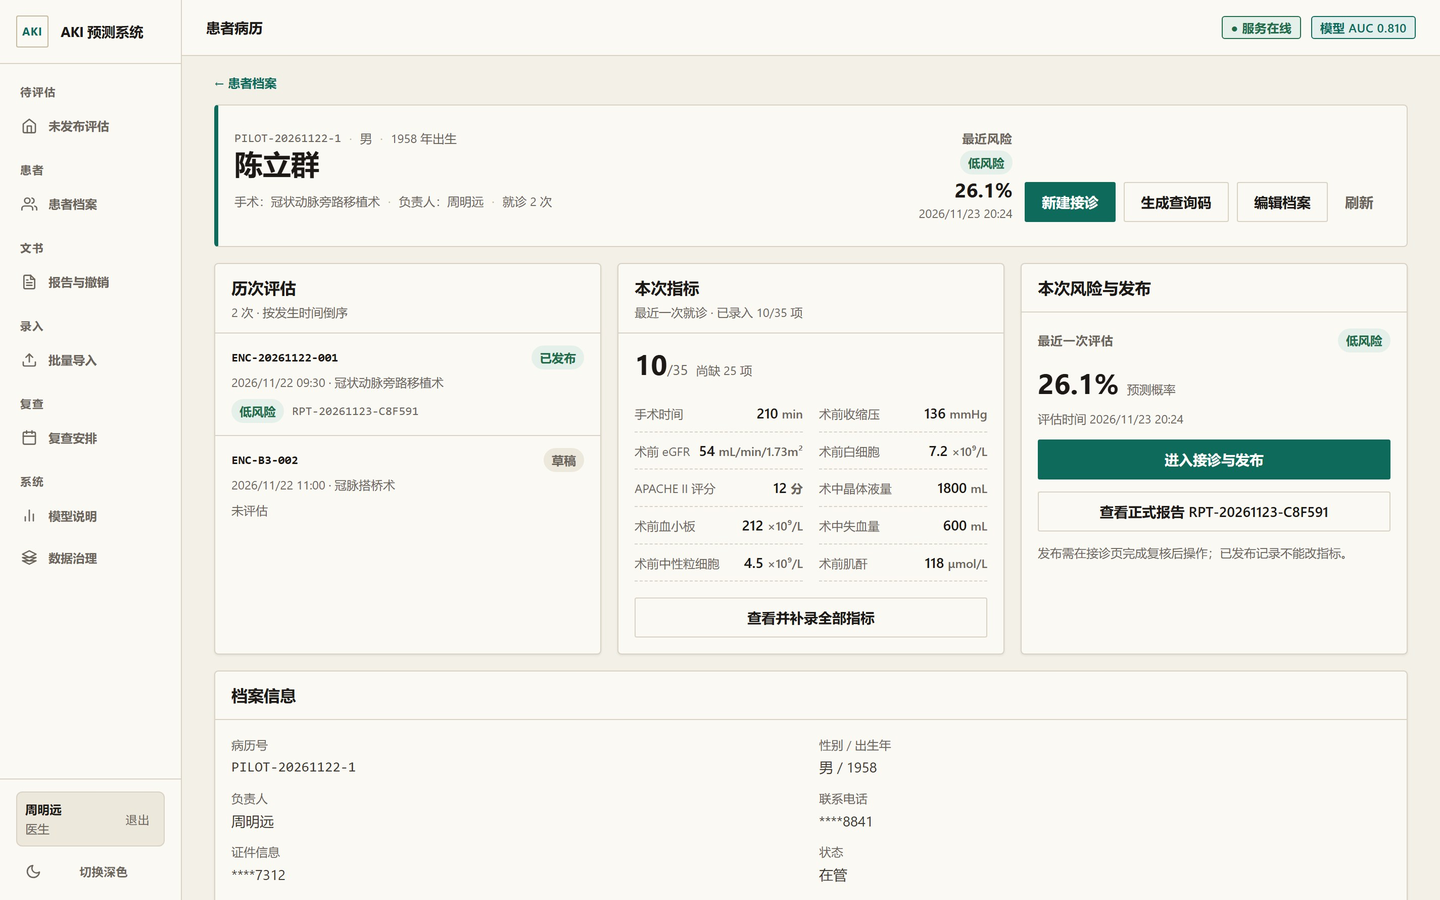 AKI AKI 预测系统
待评估
未发布评估
患者
患者档案
文书
报告与撤销
录入
批量导入
复查
复查安排
系统
模型说明
数据治理
周明远
医生
退出
切换深色
患者病历
● 服务在线
模型 AUC 0.810
← 患者档案
PILOT-20261122-1 · 男 · 1958 年出生
陈立群
手术：冠状动脉旁路移植术 · 负责人：周明远 · 就诊 2 次
最近风险
低风险
26.1%
2026/11/23 20:24
新建接诊
生成查询码
编辑档案
刷新
历次评估
2 次 · 按发生时间倒序
ENC-20261122-001
已发布
2026/11/22 09:30 · 冠状动脉旁路移植术
低风险 RPT-20261123-C8F591
ENC-B3-002
草稿
2026/11/22 11:00 · 冠脉搭桥术
未评估
本次指标
最近一次就诊 · 已录入 10/35 项
10/35 尚缺 25 项
手术时间 210 min
术前收缩压 136 mmHg
术前 eGFR 54 mL/min/1.73m²
术前白细胞 7.2 ×10⁹/L
APACHE II 评分 12 分
术中晶体液量 1800 mL
术前血小板 212 ×10⁹/L
术中失血量 600 mL
术前中性粒细胞 4.5 ×10⁹/L
术前肌酐 118 μmol/L
查看并补录全部指标
本次风险与发布
最近一次评估
低风险
26.1% 预测概率
评估时间 2026/11/23 20:24
进入接诊与发布
查看正式报告 RPT-20261123-C8F591
发布需在接诊页完成复核后操作；已发布记录不能改指标。
档案信息
病历号
PILOT-20261122-1
性别 / 出生年
男 / 1958
负责人
周明远
联系电话
****8841
证件信息
****7312
状态
在管